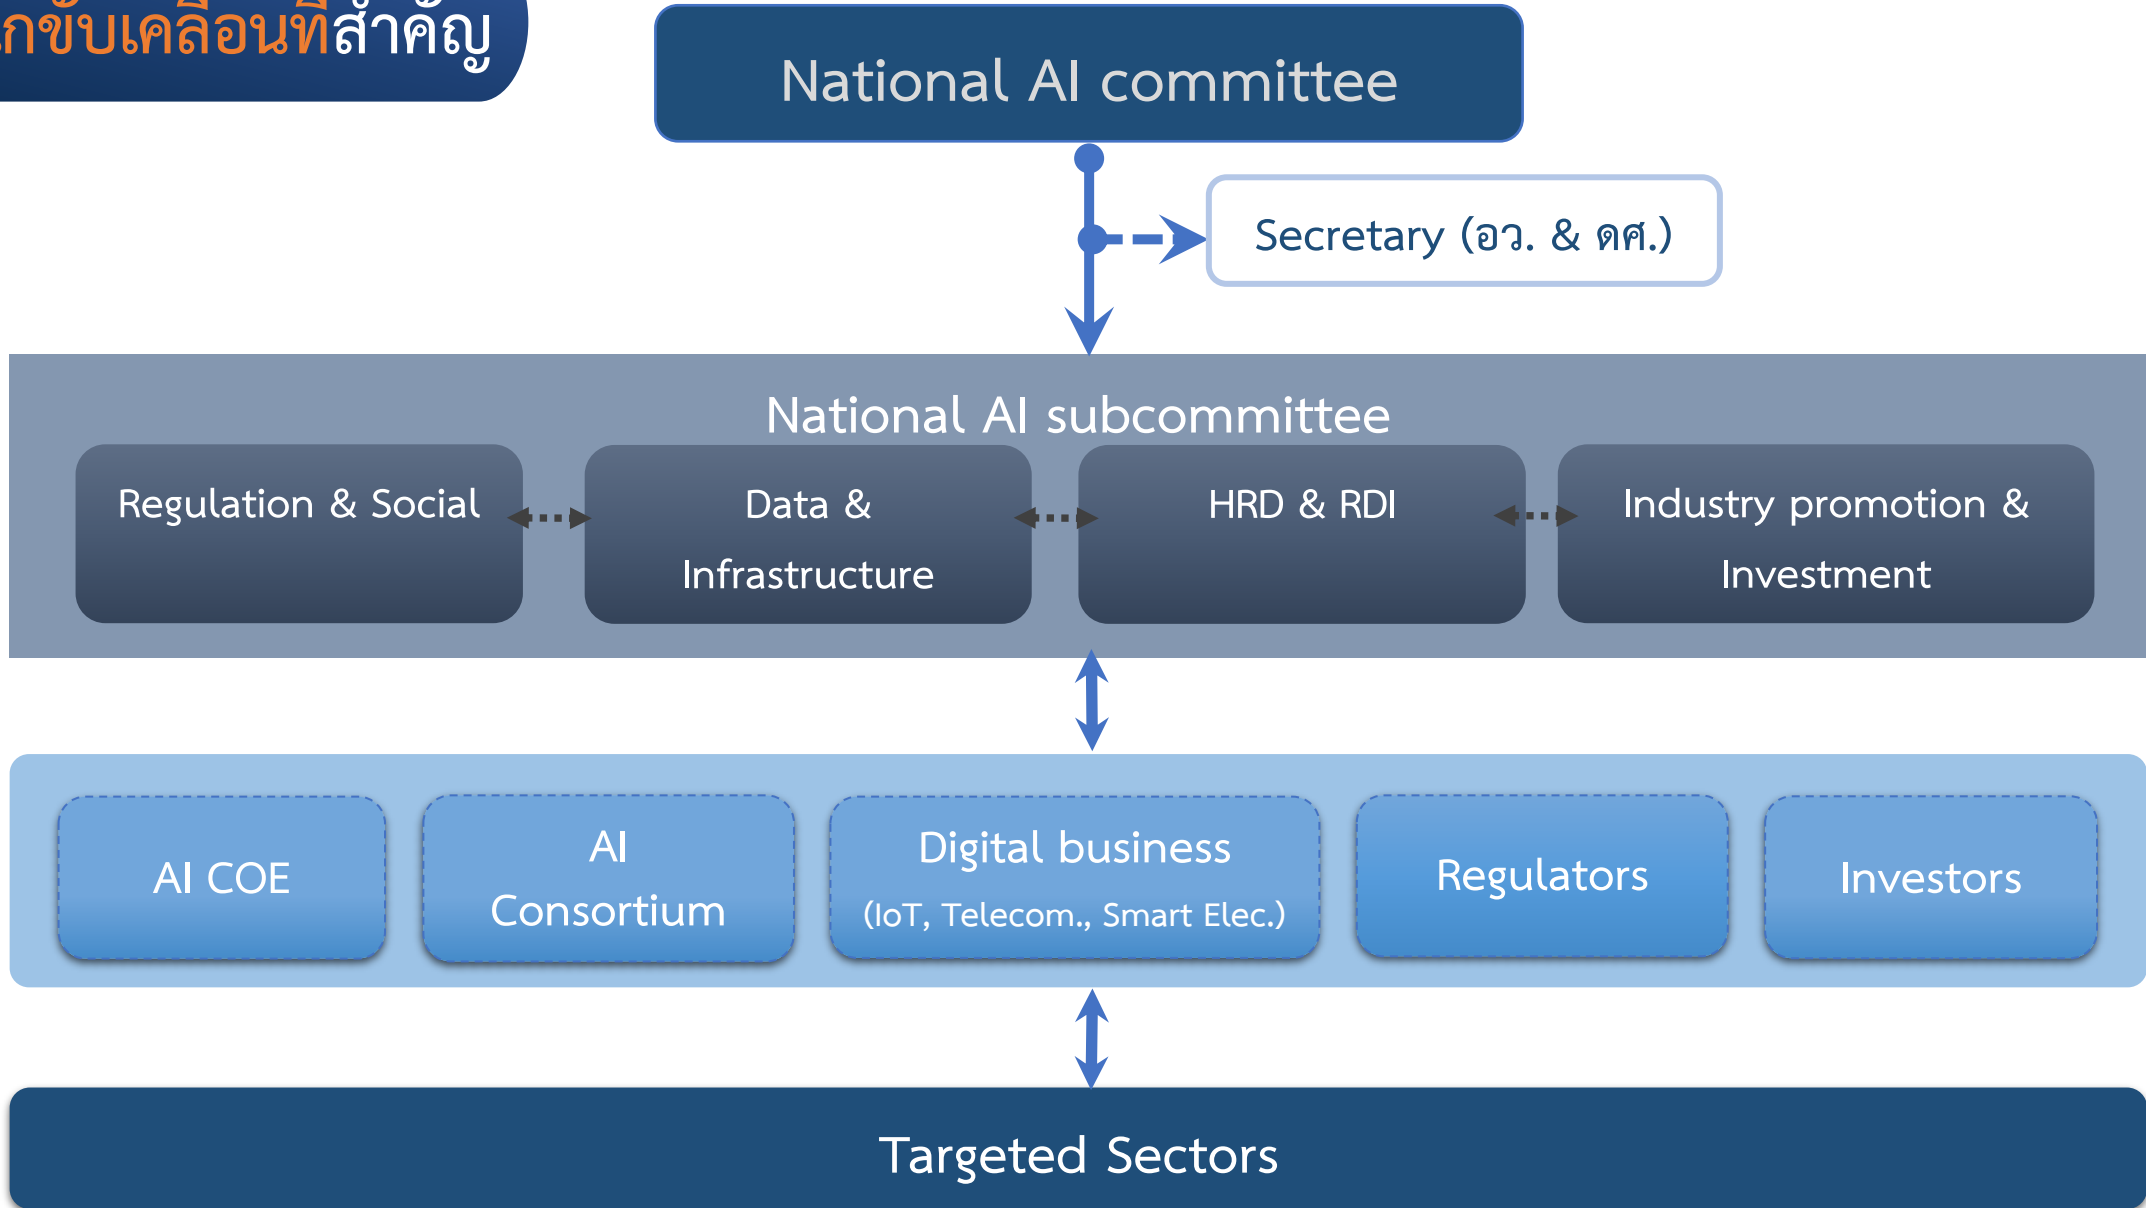 ขับเคลื่อนที่สำคัญ
National AI committee
Secretary (อว. & ดศ.)
National AI subcommittee
Regulation & Social
Data &
Infrastructure
HRD & RDI
Industry promotion &
Investment
AI COE
AI
Consortium
Digital business
(IoT, Telecom., Smart Elec.)
Regulators
Investors
Targeted Sectors